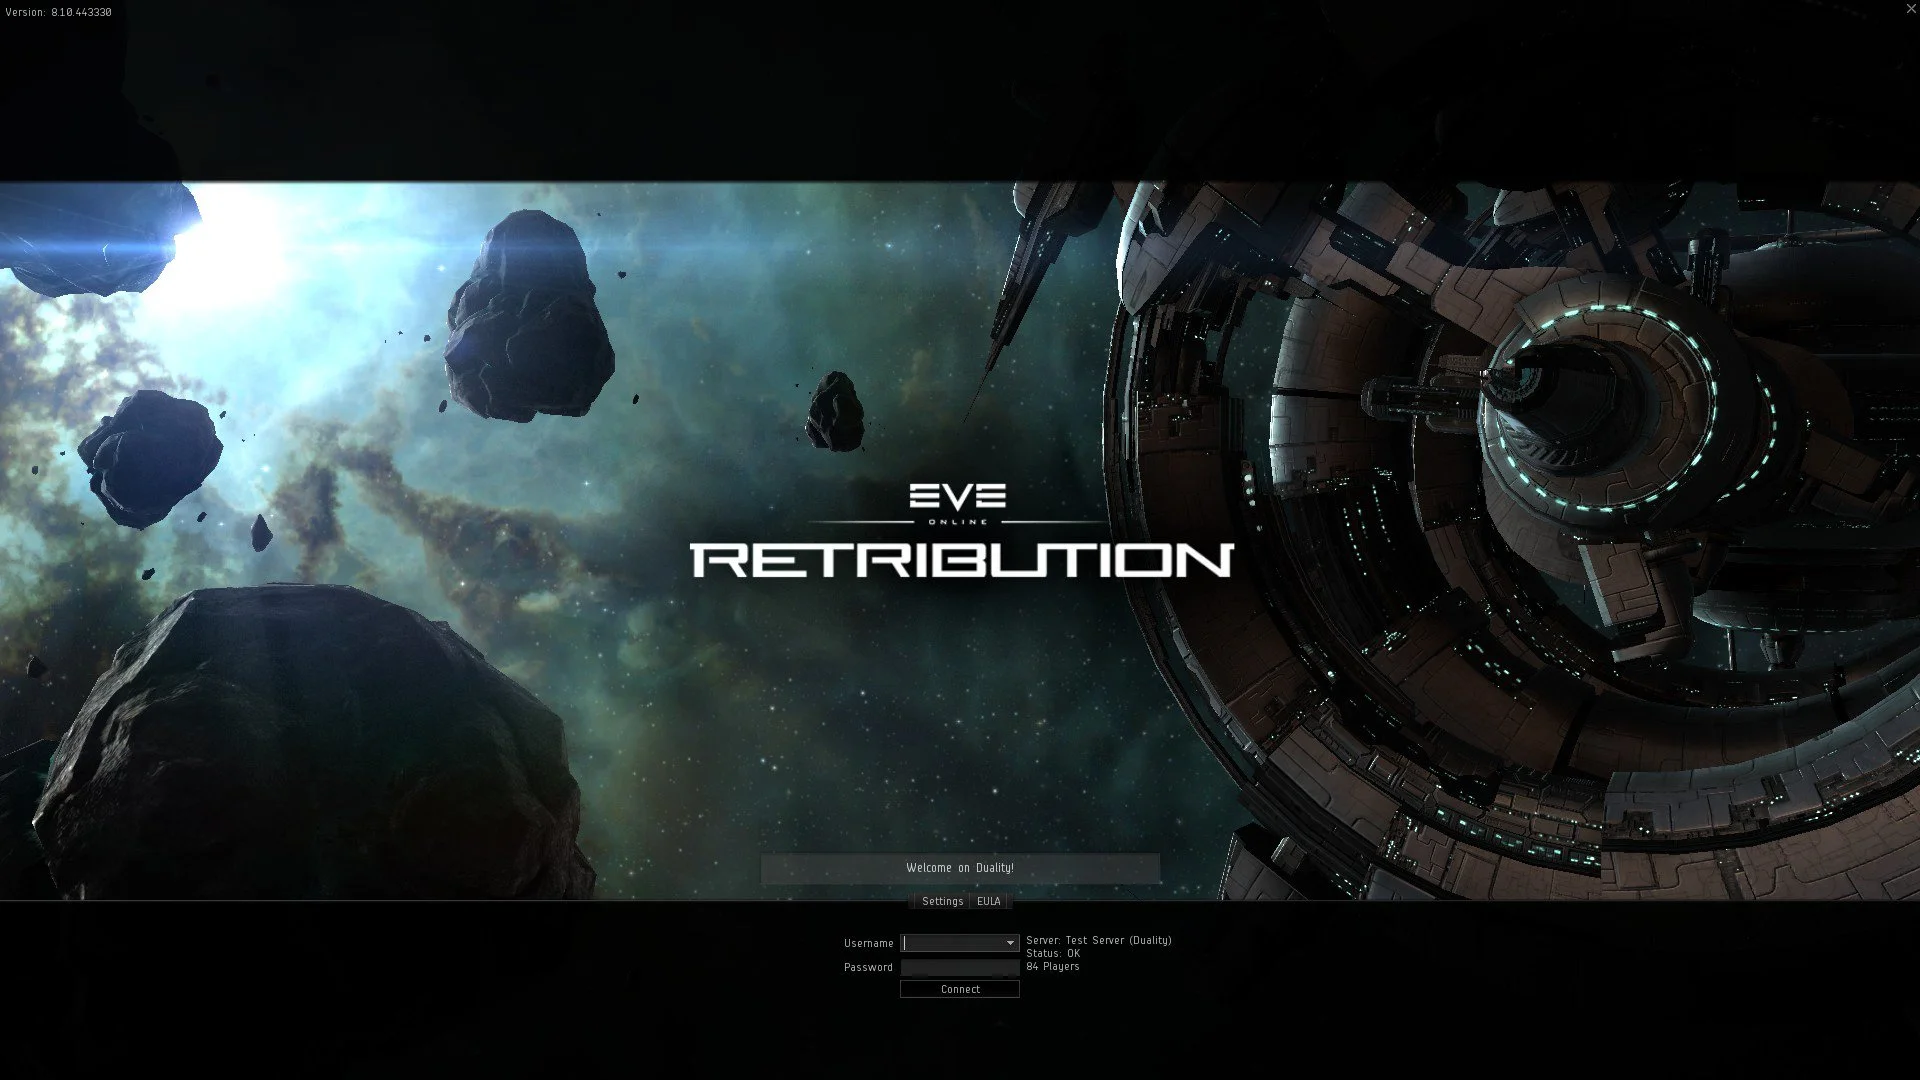 Version: 8.10.443330
EVE
ONLINE
RETRIBUTION
Welcome on Duality!
Settings
EULA
Username
Password
Connect
Server: Test Server (Duality)
Status: OK
84 Players